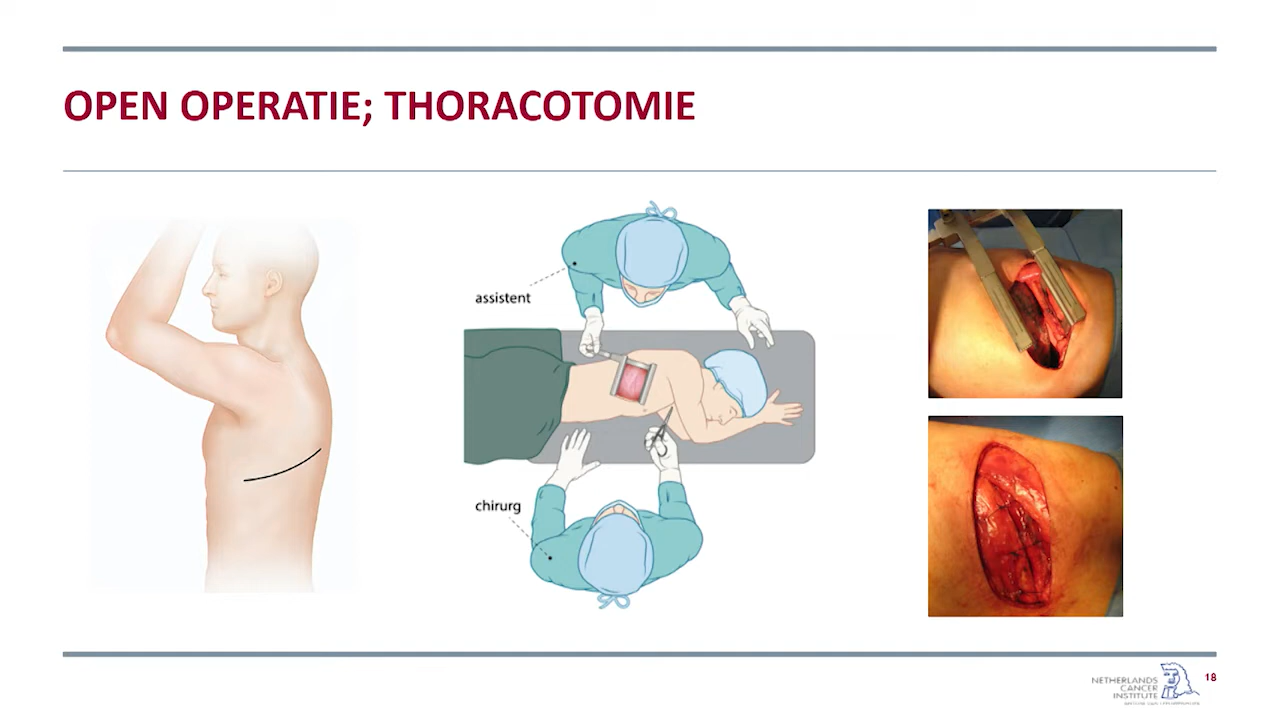 OPEN OPERATIE; THORACOTOMIE
assistent
chirurg
NETHERLANDS
CANCER
INSTITUTE
18